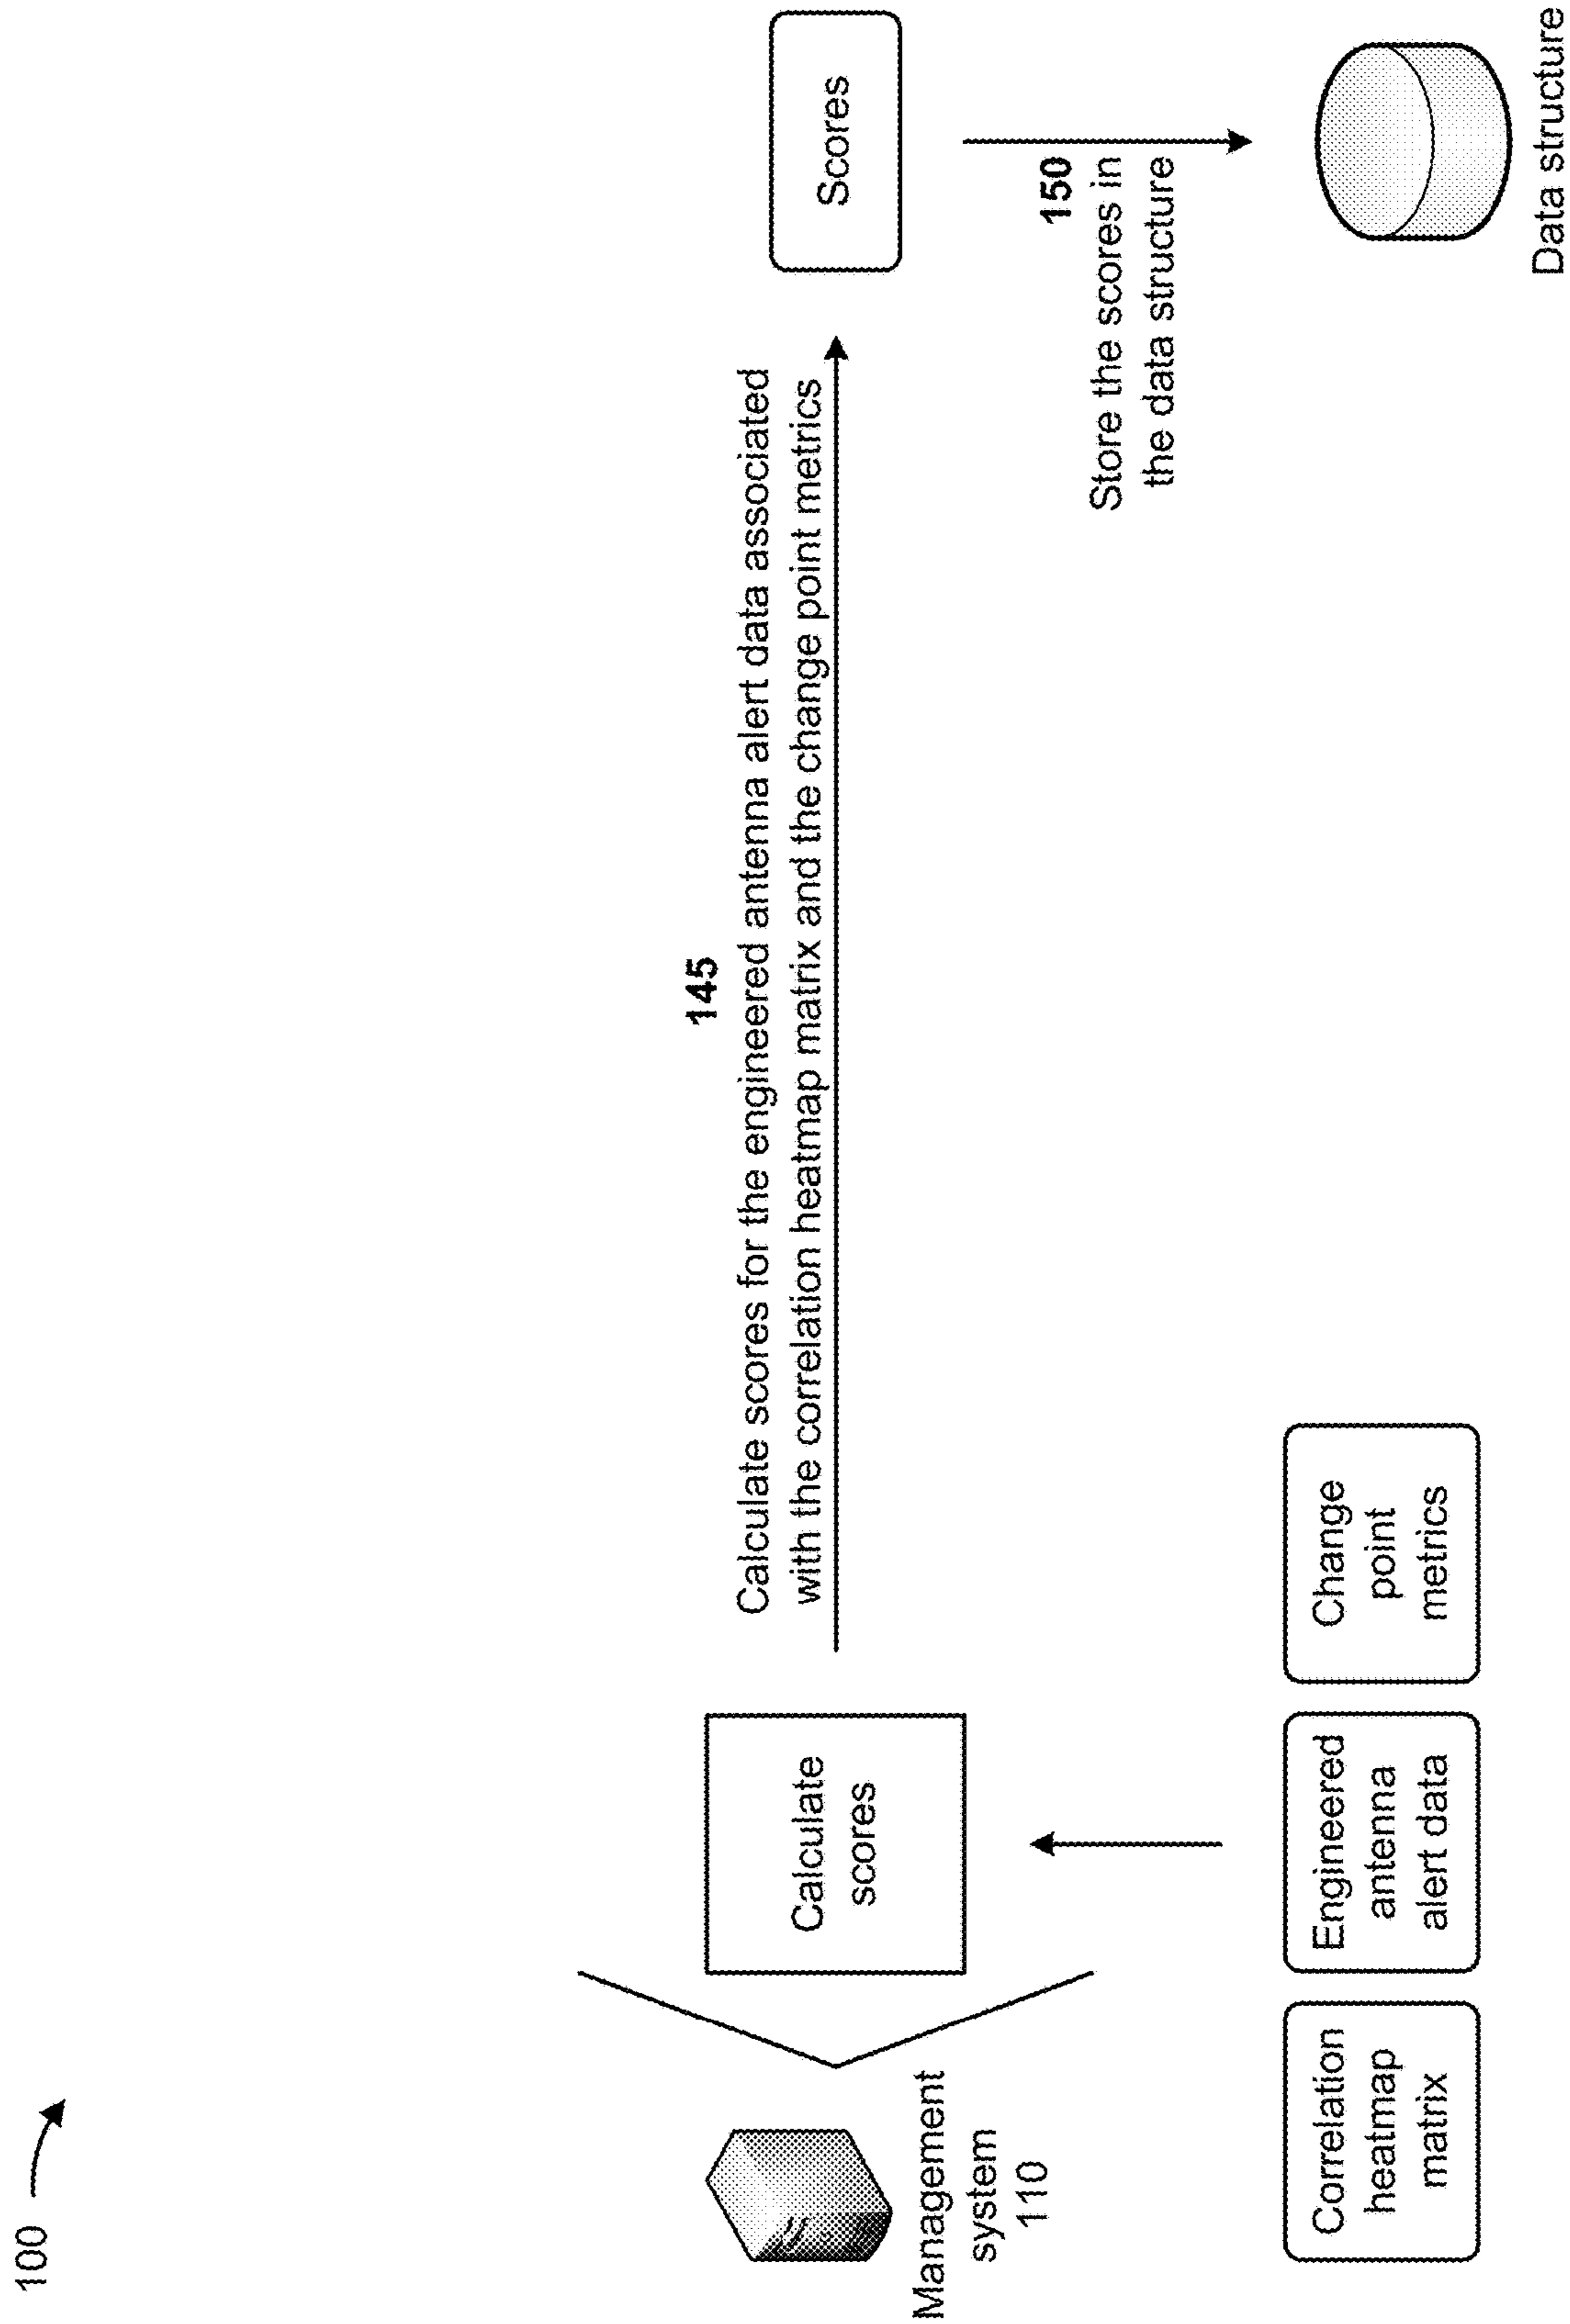 100
145
Calculate scores for the engineered antenna alert data associated
with the correlation heatmap matrix and the change point metrics
Calculate
scores
Scores
Management
system
110
150
Store the scores in
the data structure
Correlation
heatmap
matrix
Engineered
antenna
alert data
Change
point
metrics
Data structure